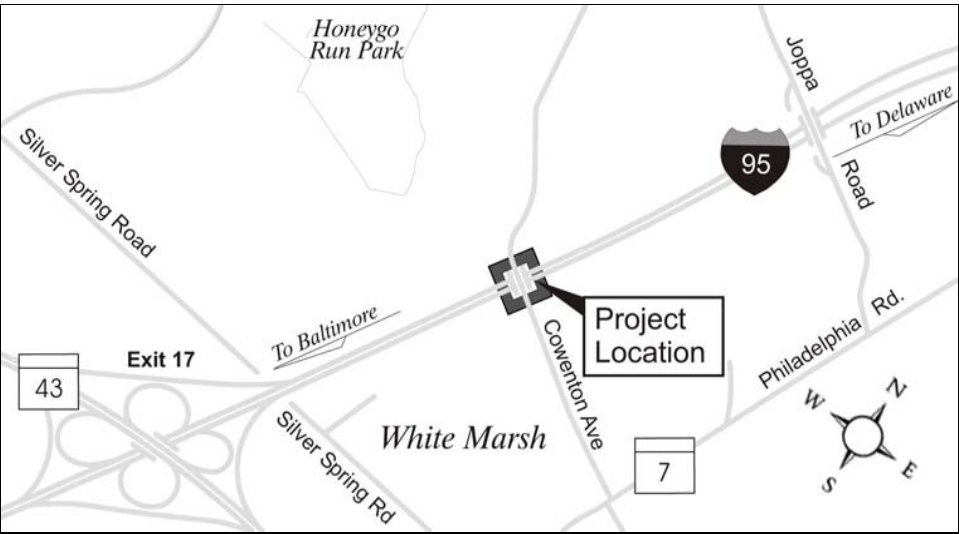 Honeygo
Run Park
Joppa
To Delaware
Silver Spring Road
95
Road
To Baltimore
Project
Location
Philadelphia Rd.
Exit 17
43
Cowenton Ave
N
W
White Marsh
Silver Spring Rd
7
E
S